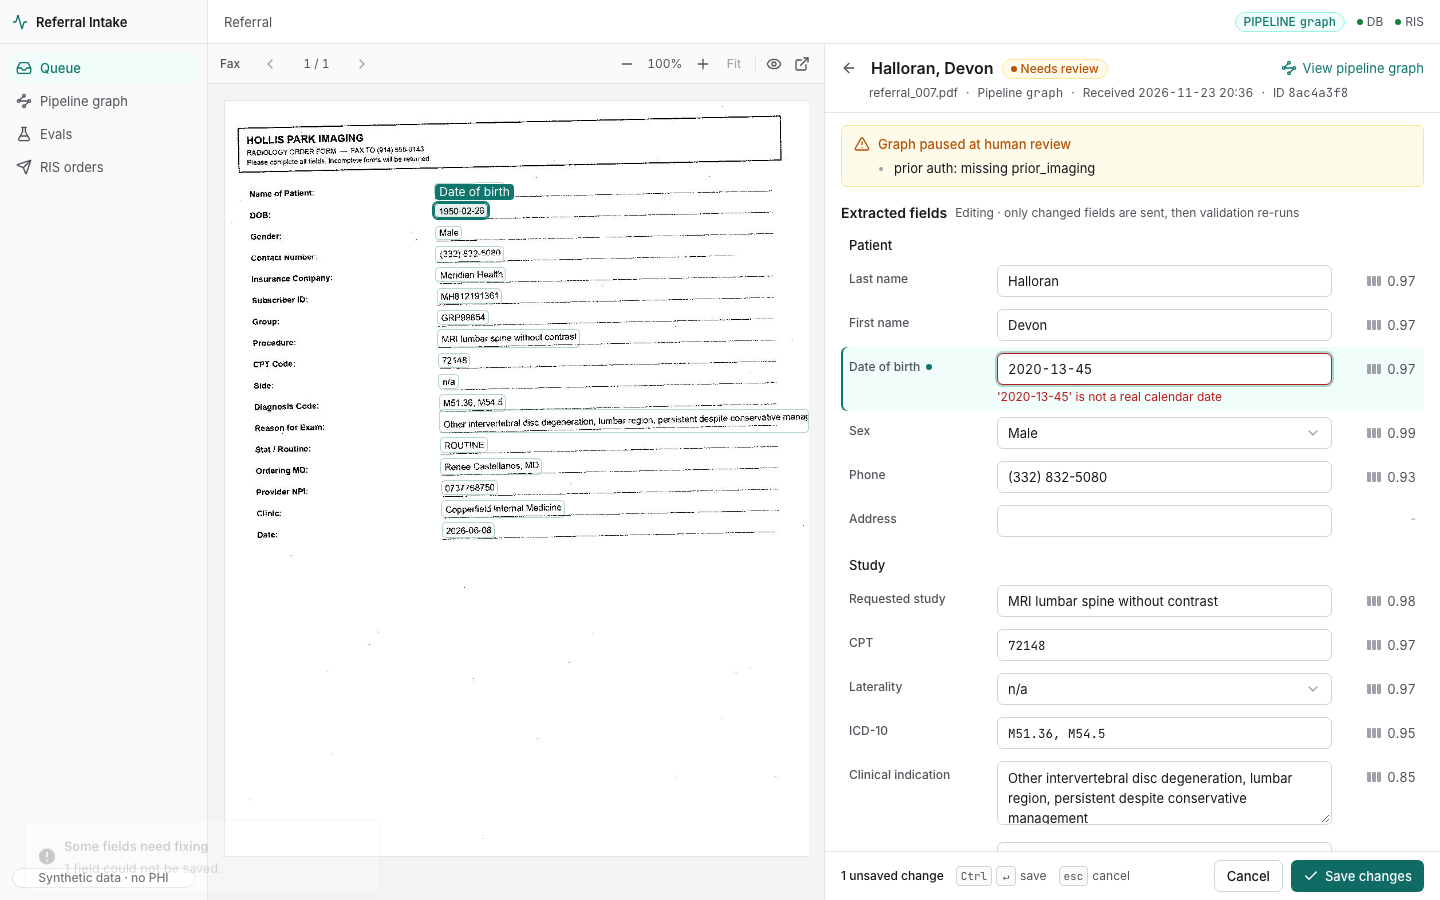 Referral Intake
Queue
Pipeline graph
Evals
RIS orders
Referral
PIPELINE graph
DB
RIS
Fax
1 / 1
100%
Fit
HOLLIS PARK IMAGING
RADIOLOGY ORDER FORM — FAX TO (914) 555-0143
Please complete all fields. Incomplete forms will be returned.
Name of Patient:
Date of birth
DOB: 1950-02-26
Gender: Male
Contact Number: (332) 832-5080
Insurance Company: Meridian Health
Subscriber ID: MH812191361
Group: GRP98654
Procedure: MRI lumbar spine without contrast
CPT Code: 72148
Side: n/a
Diagnosis Code: M51.36, M54.5
Reason for Exam: Other intervertebral disc degeneration, lumbar region, persistent despite conservative manag
Stat / Routine: ROUTINE
Ordering MD: Renee Castellanos, MD
Provider NPI: 0737768750
Clinic: Copperfield Internal Medicine
Date: 2026-06-08
Some fields need fixing
1 field could not be saved.
Synthetic data · no PHI
Halloran, Devon
Needs review
View pipeline graph
referral_007.pdf · Pipeline graph · Received 2026-11-23 20:36 · ID 8ac4a3f8
Graph paused at human review
prior auth: missing prior_imaging
Extracted fields Editing · only changed fields are sent, then validation re-runs
Patient
Last name Halloran 0.97
First name Devon 0.97
Date of birth 2020-13-45 0.97
'2020-13-45' is not a real calendar date
Sex Male 0.99
Phone (332) 832-5080 0.93
Address -
Study
Requested study MRI lumbar spine without contrast 0.98
CPT 72148 0.97
Laterality n/a 0.97
ICD-10 M51.36, M54.5 0.95
Clinical indication Other intervertebral disc degeneration, lumbar 0.85
region, persistent despite conservative
management
1 unsaved change Ctrl ↵ save esc cancel
Cancel
Save changes